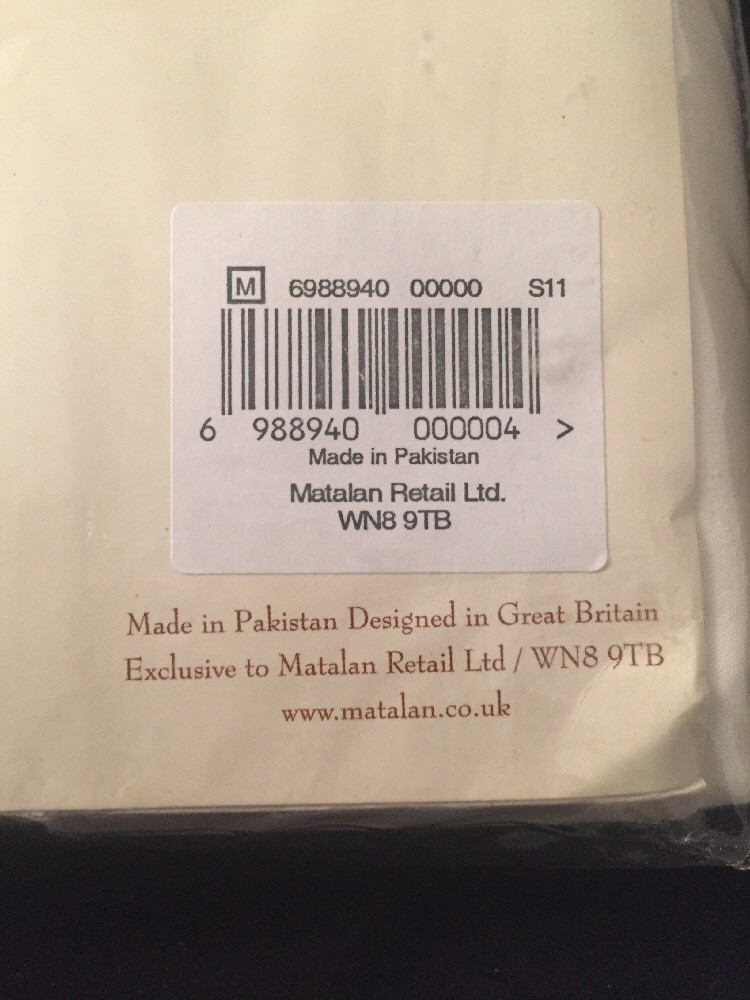 M 6988940 00000 S11
6 988940 000004 >
Made in Pakistan
Matalan Retail Ltd.
WN8 9TB
Made in Pakistan Designed in Great Britain
Exclusive to Matalan Retail Ltd / WN8 9TB
www.matalan.co.uk